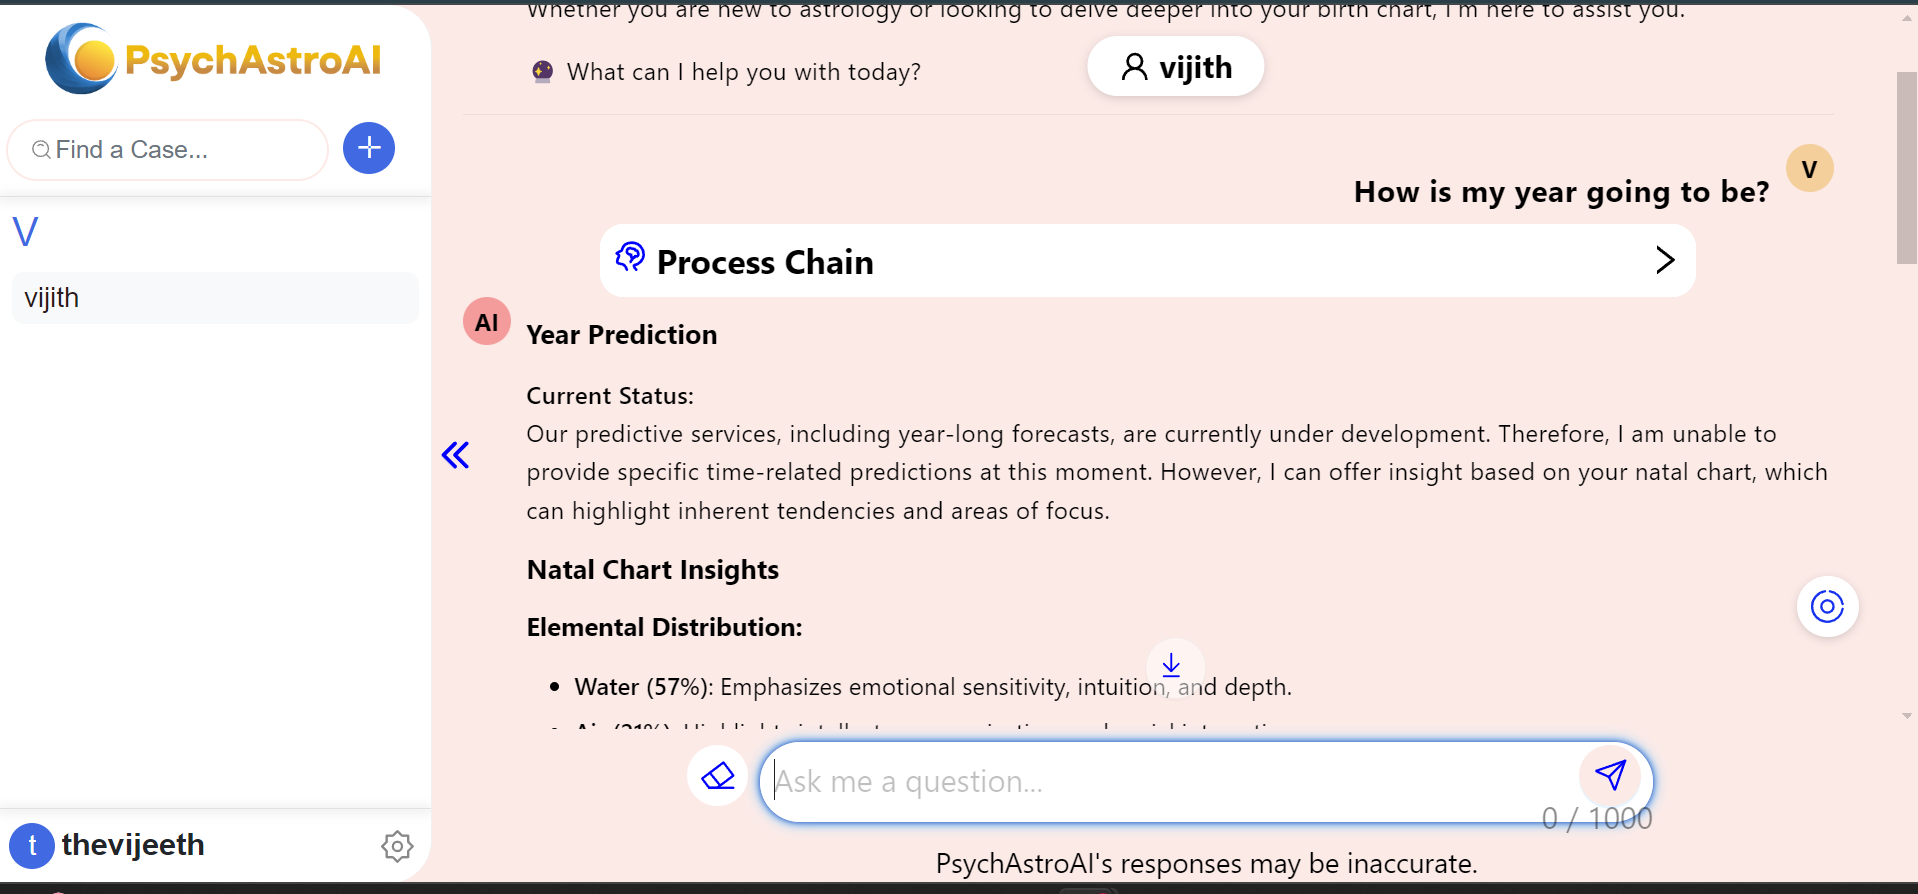 Whether you are new to astrology or looking to delve deeper into your birth chart, I'm here to assist you.
PsychAstroAI
🔮 What can I help you with today?
vijith
Find a Case...
V
How is my year going to be?
V
Process Chain
vijith
AI
Year Prediction
Current Status:
Our predictive services, including year-long forecasts, are currently under development. Therefore, I am unable to
provide specific time-related predictions at this moment. However, I can offer insight based on your natal chart, which
can highlight inherent tendencies and areas of focus.
Natal Chart Insights
Elemental Distribution:
• Water (57%): Emphasizes emotional sensitivity, intuition, and depth.
• Air (21%):
Ask me a question...
0 / 1000
t
thevijeeth
PsychAstroAI's responses may be inaccurate.